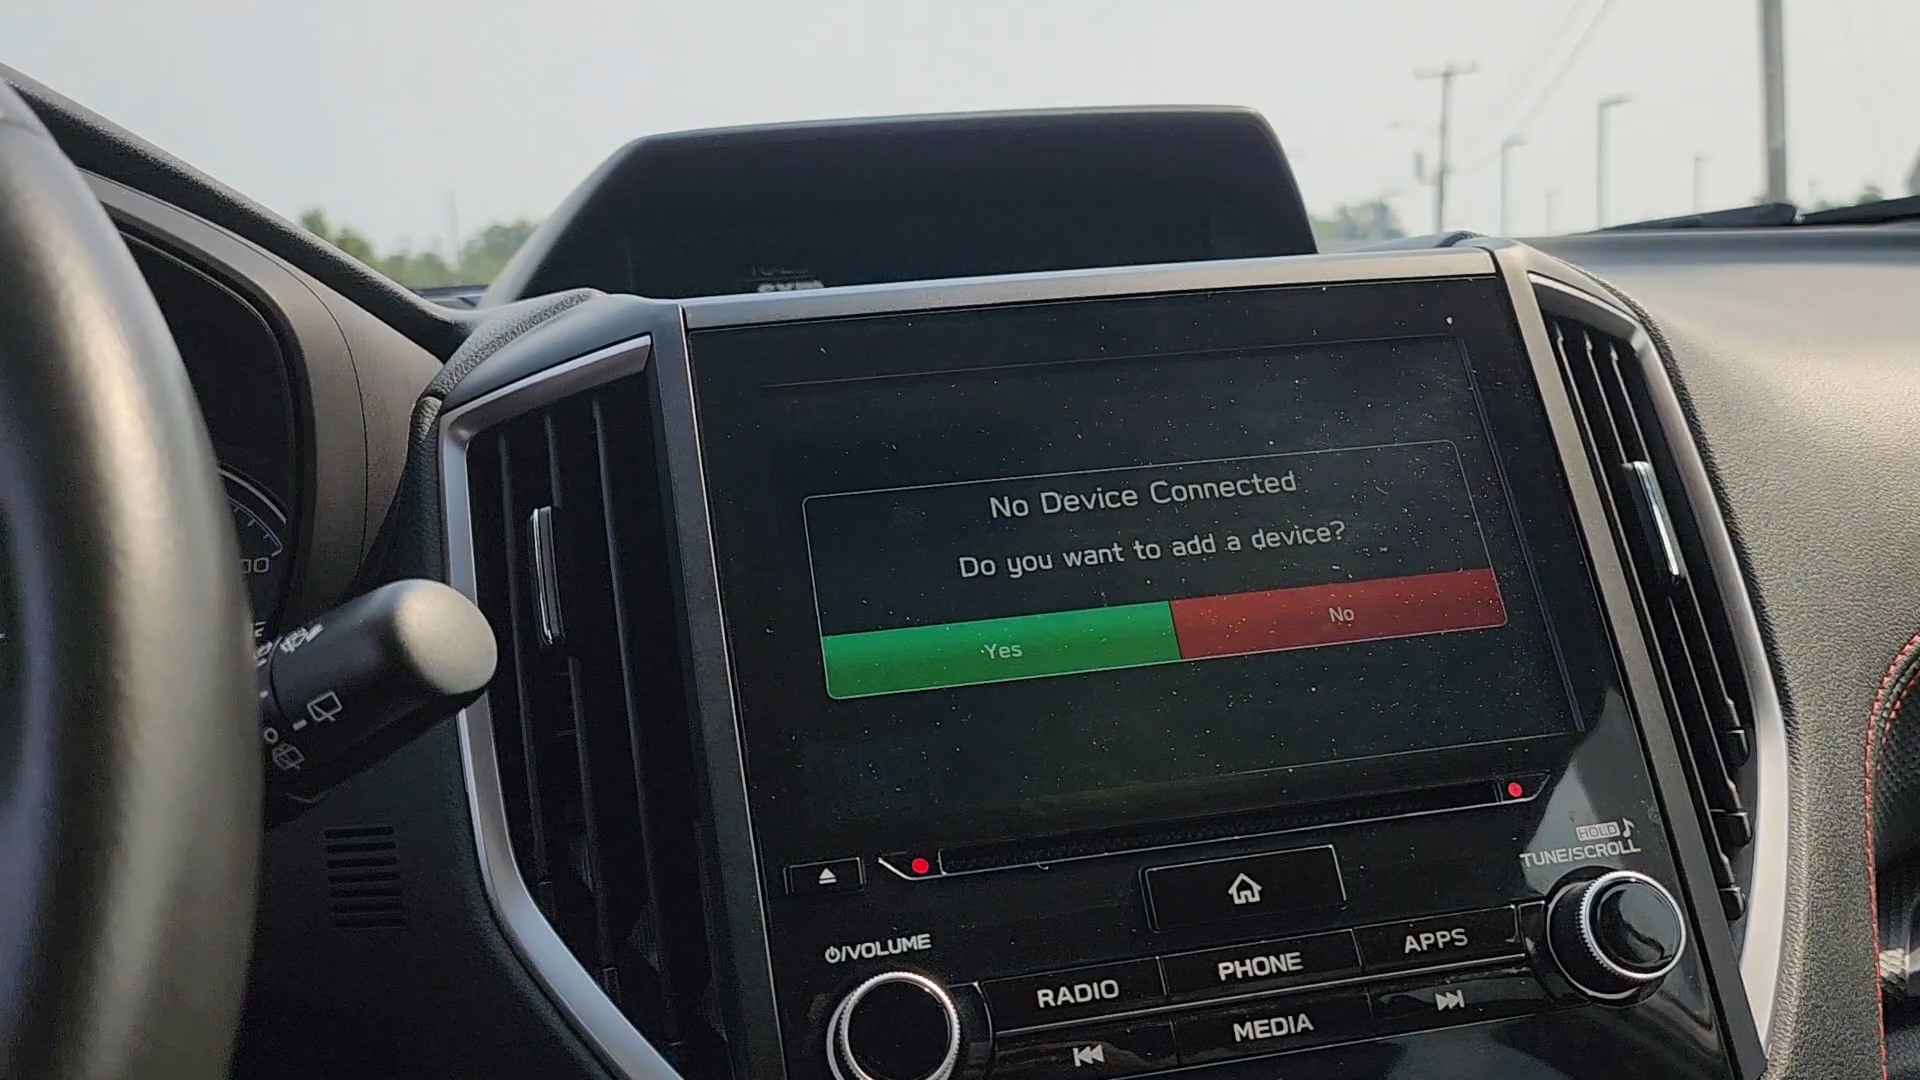 No Device Connected
Do you want to add a device?
Yes
No
HOLD
TUNE/SCROLL
/VOLUME
RADIO
PHONE
APPS
MEDIA